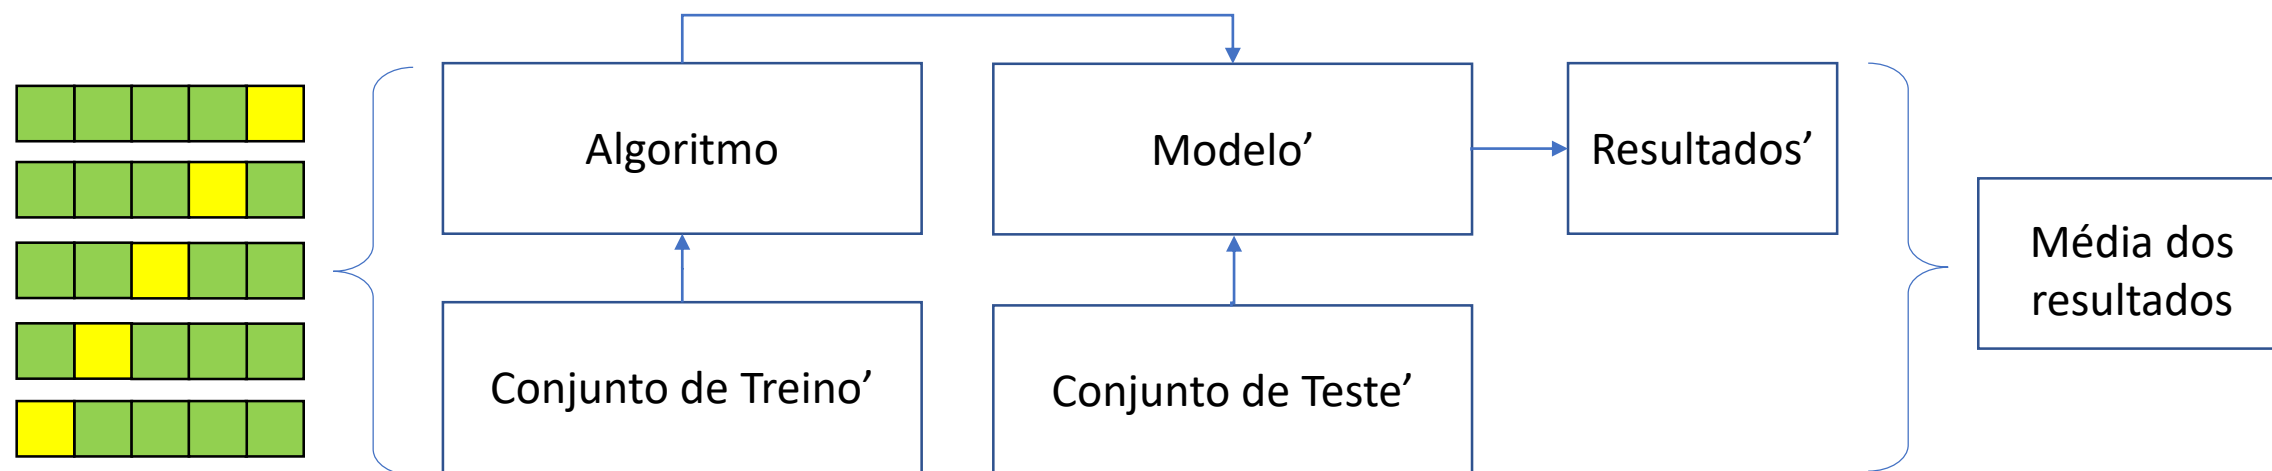 Algoritmo
Modelo’
Resultados’
Média dos
resultados
Conjunto de Treino’
Conjunto de Teste’